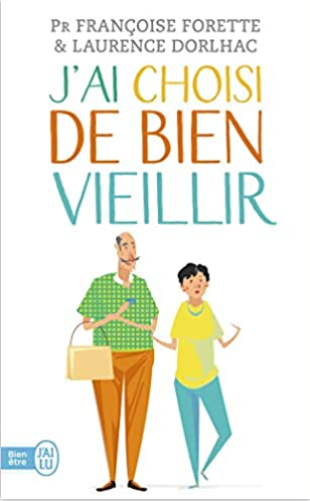 Pr Françoise Forette
& Laurence Dorlhac
J'AI CHOISI
DE BIEN
VIEILLIR
Bien
être
J'AI
LU